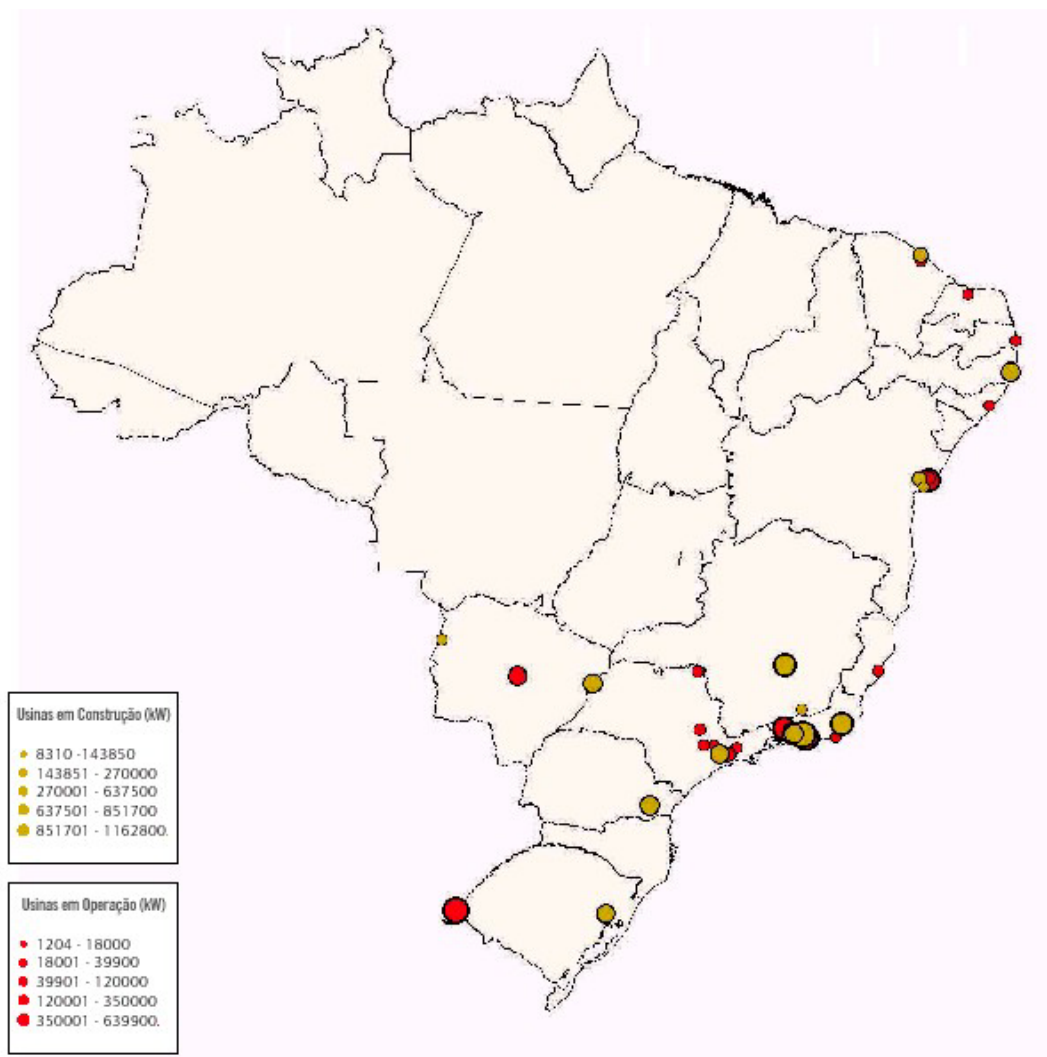 Usinas em Construção (kW)
8310 -143850
143851 - 270000
270001 - 637500
637501 - 851700
851701 - 1162800.
Usinas em Operação (kW)
1204 - 18000
18001 - 39900
39901 - 120000
120001 - 350000
350001 - 639900.